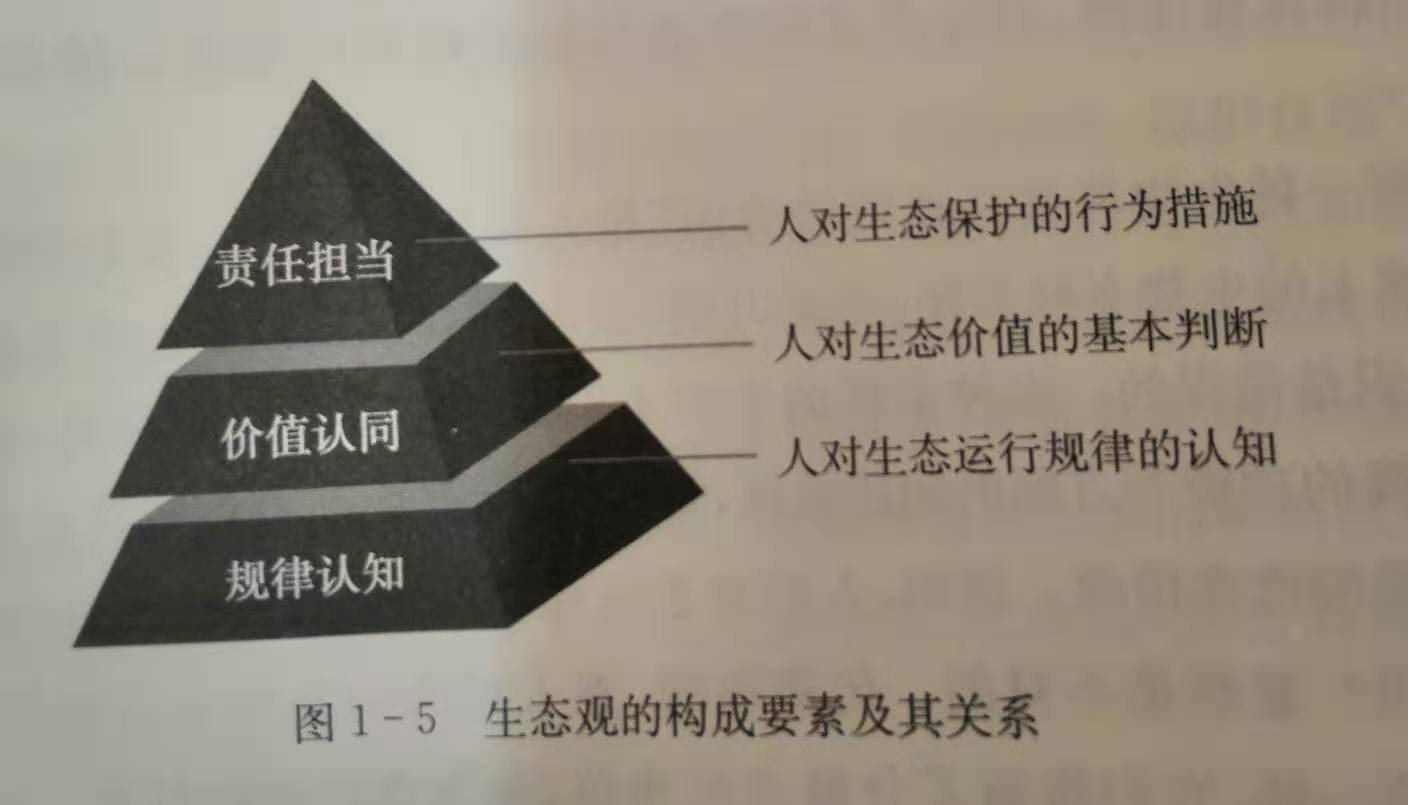 责任担当
人对生态保护的行为措施
价值认同
人对生态价值的基本判断
规律认知
人对生态运行规律的认知
图1-5 生态观的构成要素及其关系